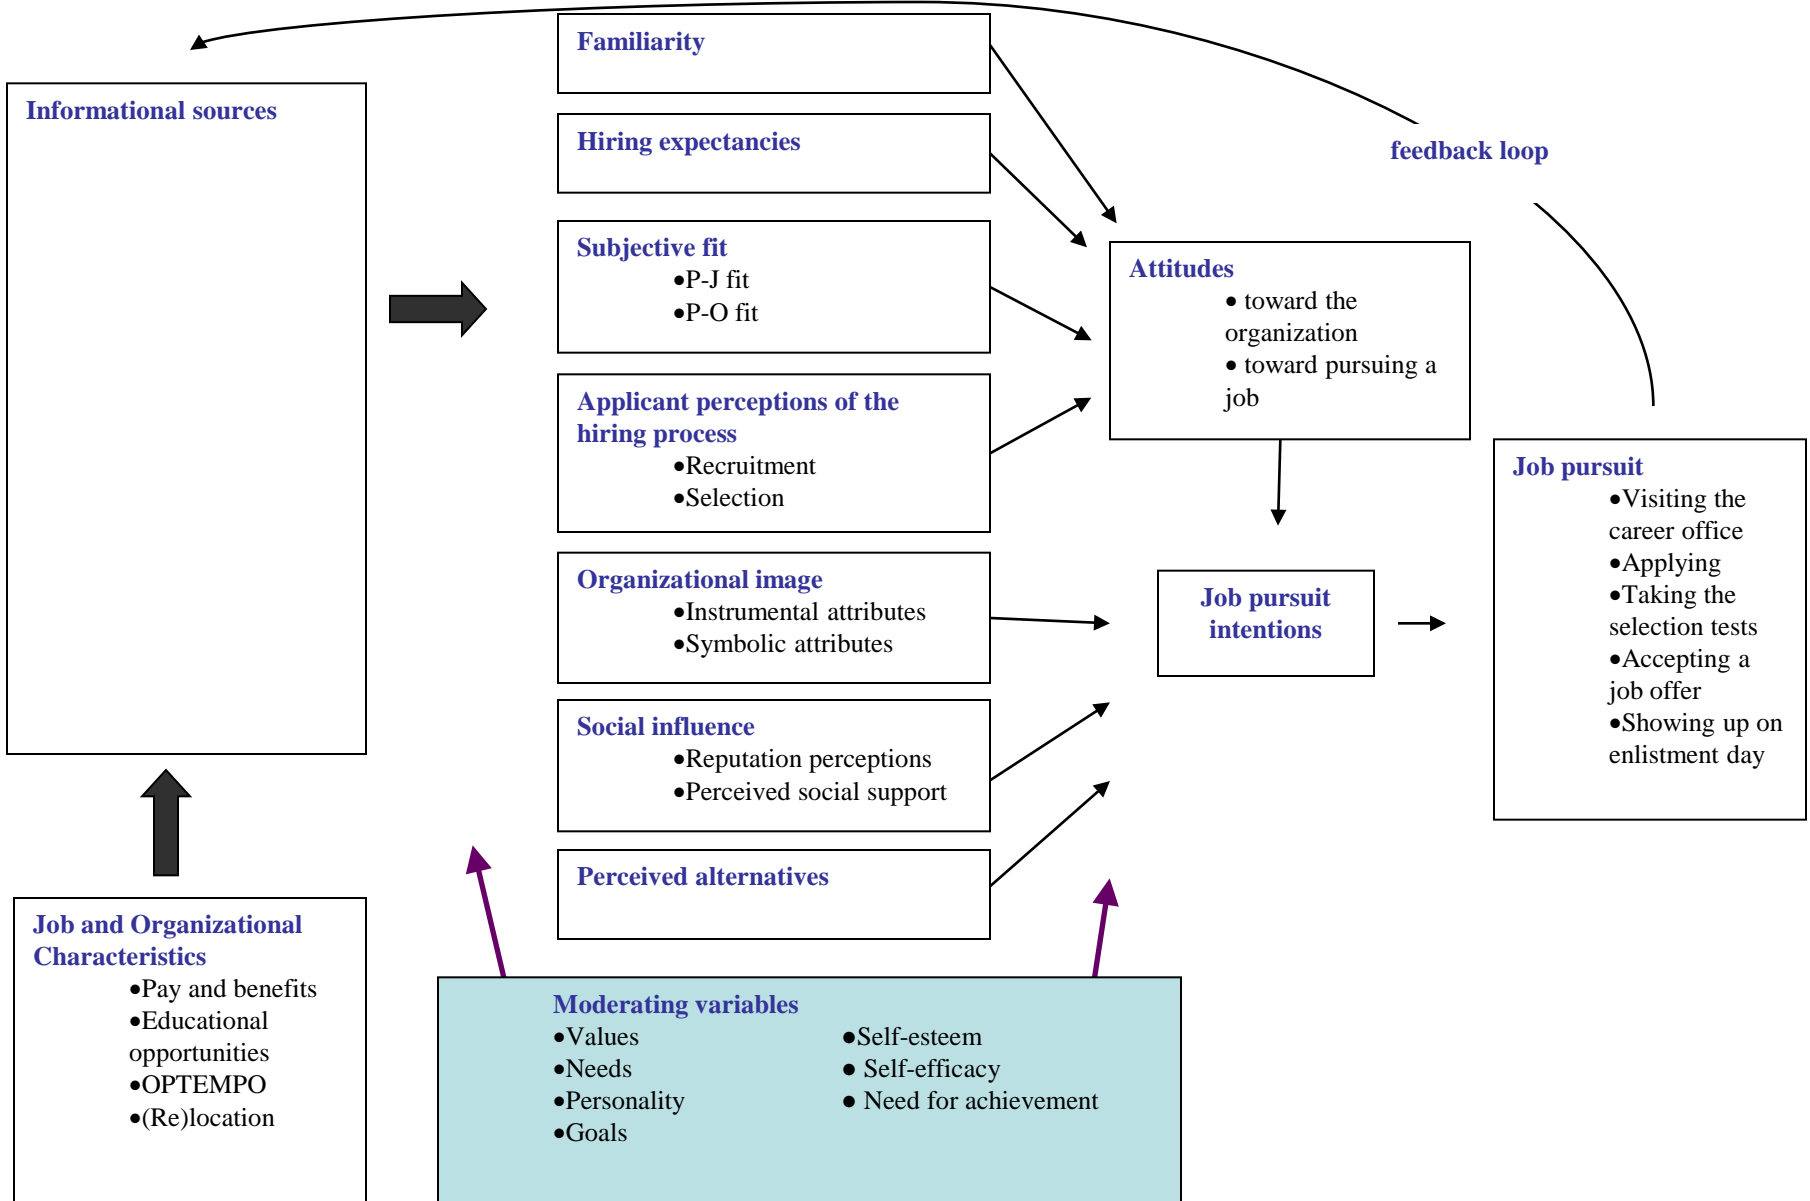 Informational sources
Job and Organizational
Characteristics
•Pay and benefits
•Educational
opportunities
•OPTEMPO
•(Re)location
Familiarity
Hiring expectancies
Subjective fit
•P-J fit
•P-O fit
Applicant perceptions of the
hiring process
•Recruitment
•Selection
Organizational image
•Instrumental attributes
•Symbolic attributes
Social influence
•Reputation perceptions
•Perceived social support
Perceived alternatives
Moderating variables
•Values
•Needs
•Personality
•Goals
●Self-esteem
● Self-efficacy
● Need for achievement
Attitudes
• toward the
organization
• toward pursuing a
job
Job pursuit
intentions
feedback loop
Job pursuit
•Visiting the
career office
•Applying
•Taking the
selection tests
•Accepting a
job offer
•Showing up on
enlistment day